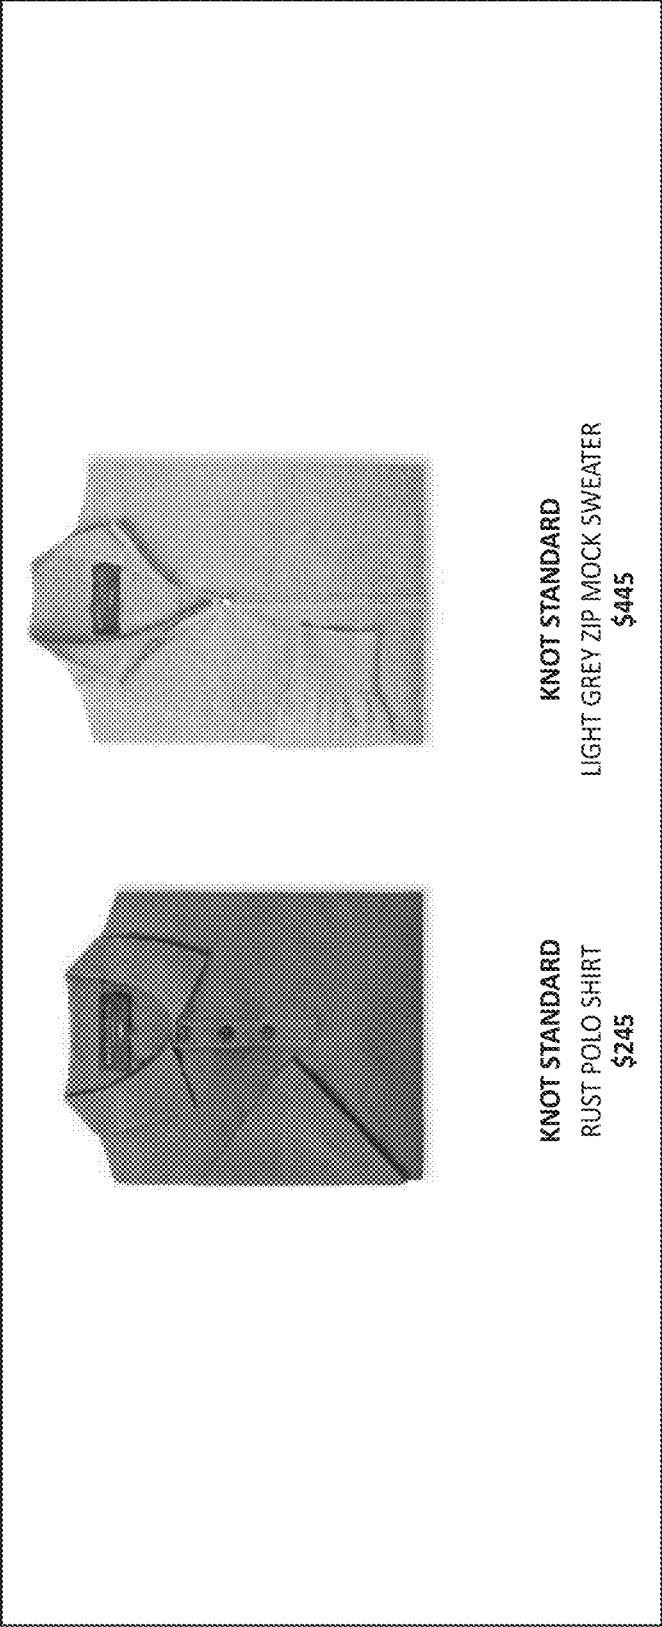 KNOT STANDARD
RUST POLO SHIRT
$245
KNOT STANDARD
LIGHT GREY ZIP MOCK SWEATER
$445